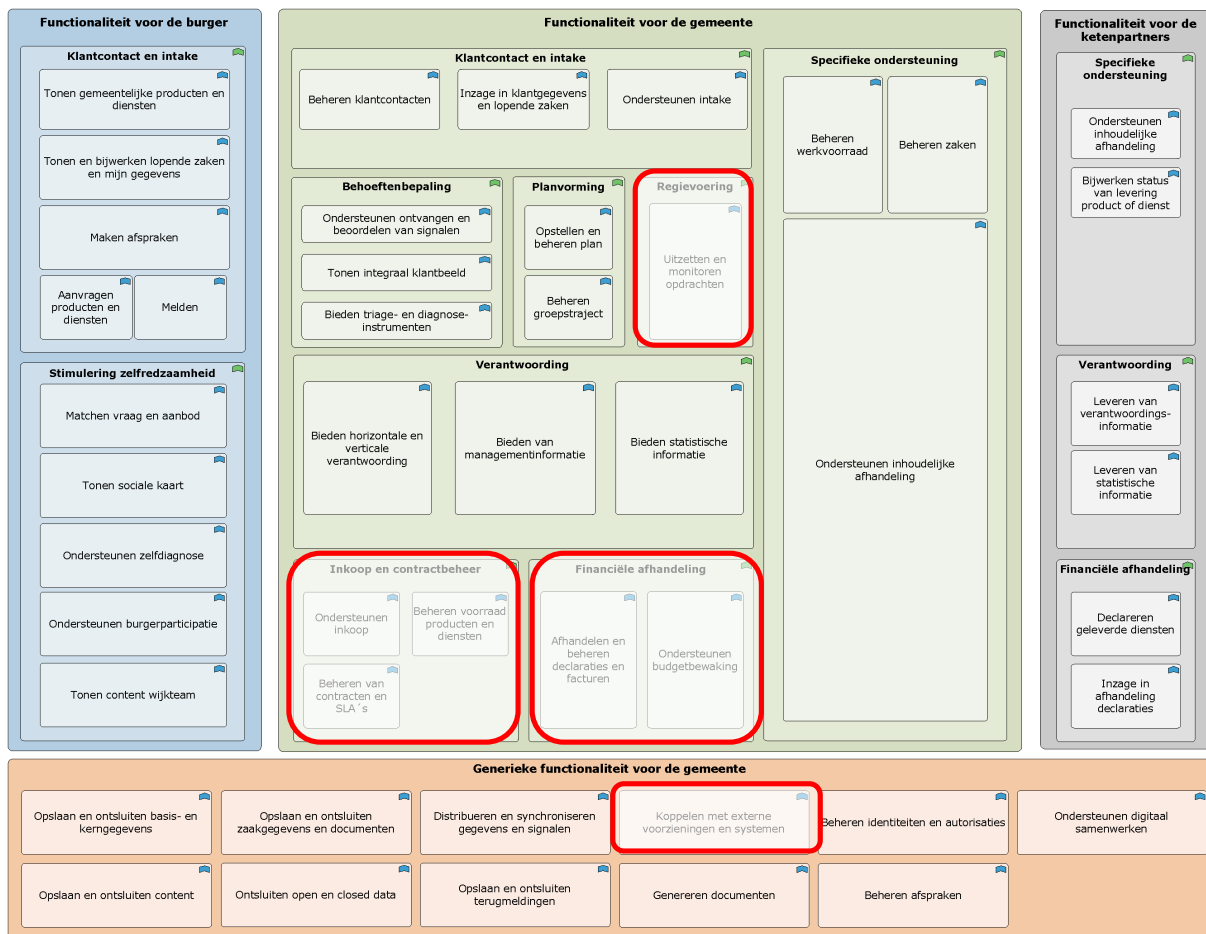 Functionaliteit voor de burger
Klantcontact en intake
Tonen gemeentelijke producten en
diensten
Tonen en bijwerken lopende zaken
en mijn gegevens
Maken afspraken
Aanvragen
producten en
diensten
Melden
Stimulering zelfredzaamheid
Matchen vraag en aanbod
Tonen sociale kaart
Ondersteunen zelfdiagnose
Ondersteunen burgerparticipatie
Tonen content wijkteam
Functionaliteit voor de gemeente
Klantcontact en intake
Beheren klantcontacten
Inzage in klantgegevens
en lopende zaken
Ondersteunen intake
Behoeftenbepaling
Ondersteunen ontvangen en
beoordelen van signalen
Tonen integraal klantbeeld
Bieden triage- en diagnose-
instrumenten
Planvorming
Opstellen en
beheren plan
Beheren
groepstraject
Regievoering
Uitzetten en
monitoren
opdrachten
Verantwoording
Bieden horizontale en
verticale
verantwoording
Bieden van
managementinformatie
Bieden statistische
informatie
Inkoop en contractbeheer
Ondersteunen
inkoop
Beheren voorraad
producten en
diensten
Beheren van
contracten en
SLA´s
Financiële afhandeling
Afhandelen en
beheren
declaraties en
facturen
Ondersteunen
budgetbewaking
Specifieke ondersteuning
Beheren
werkvoorraad
Beheren zaken
Ondersteunen inhoudelijke
afhandeling
Functionaliteit voor de
ketenpartners
Specifieke
ondersteuning
Ondersteunen
inhoudelijke
afhandeling
Bijwerken status
van levering
product of dienst
Verantwoording
Leveren van
verantwoordings-
informatie
Leveren van
statistische
informatie
Financiële afhandeling
Declareren
geleverde diensten
Inzage in
afhandeling
declaraties
Generieke functionaliteit voor de gemeente
Opslaan en ontsluiten basis- en
kerngegevens
Opslaan en ontsluiten
zaakgegevens en documenten
Distribueren en synchroniseren
gegevens en signalen
Koppelen met externe
voorzieningen en systemen
Beheren identiteiten en autorisaties
Ondersteunen digitaal
samenwerken
Opslaan en ontsluiten content
Ontsluiten open en closed data
Opslaan en ontsluiten
terugmeldingen
Genereren documenten
Beheren afspraken